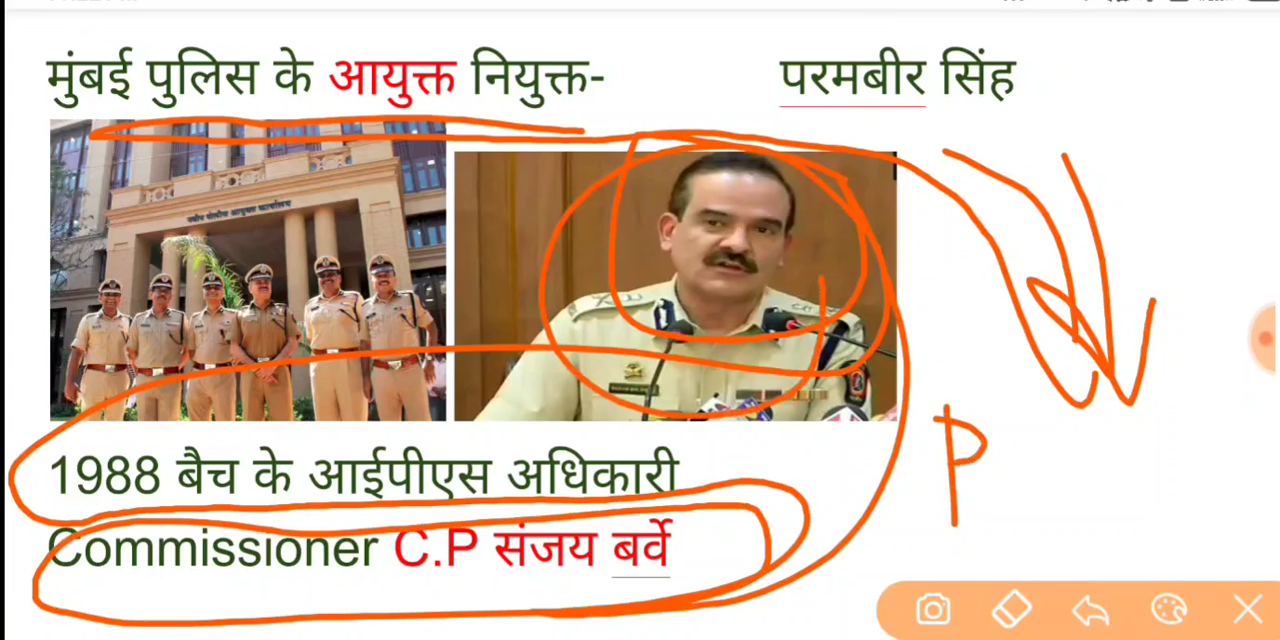 मुंबई पुलिस के आयुक्त नियुक्त- परमबीर सिंह
1988 बैच के आईपीएस अधिकारी
Commissioner C.P संजय बर्वे
P